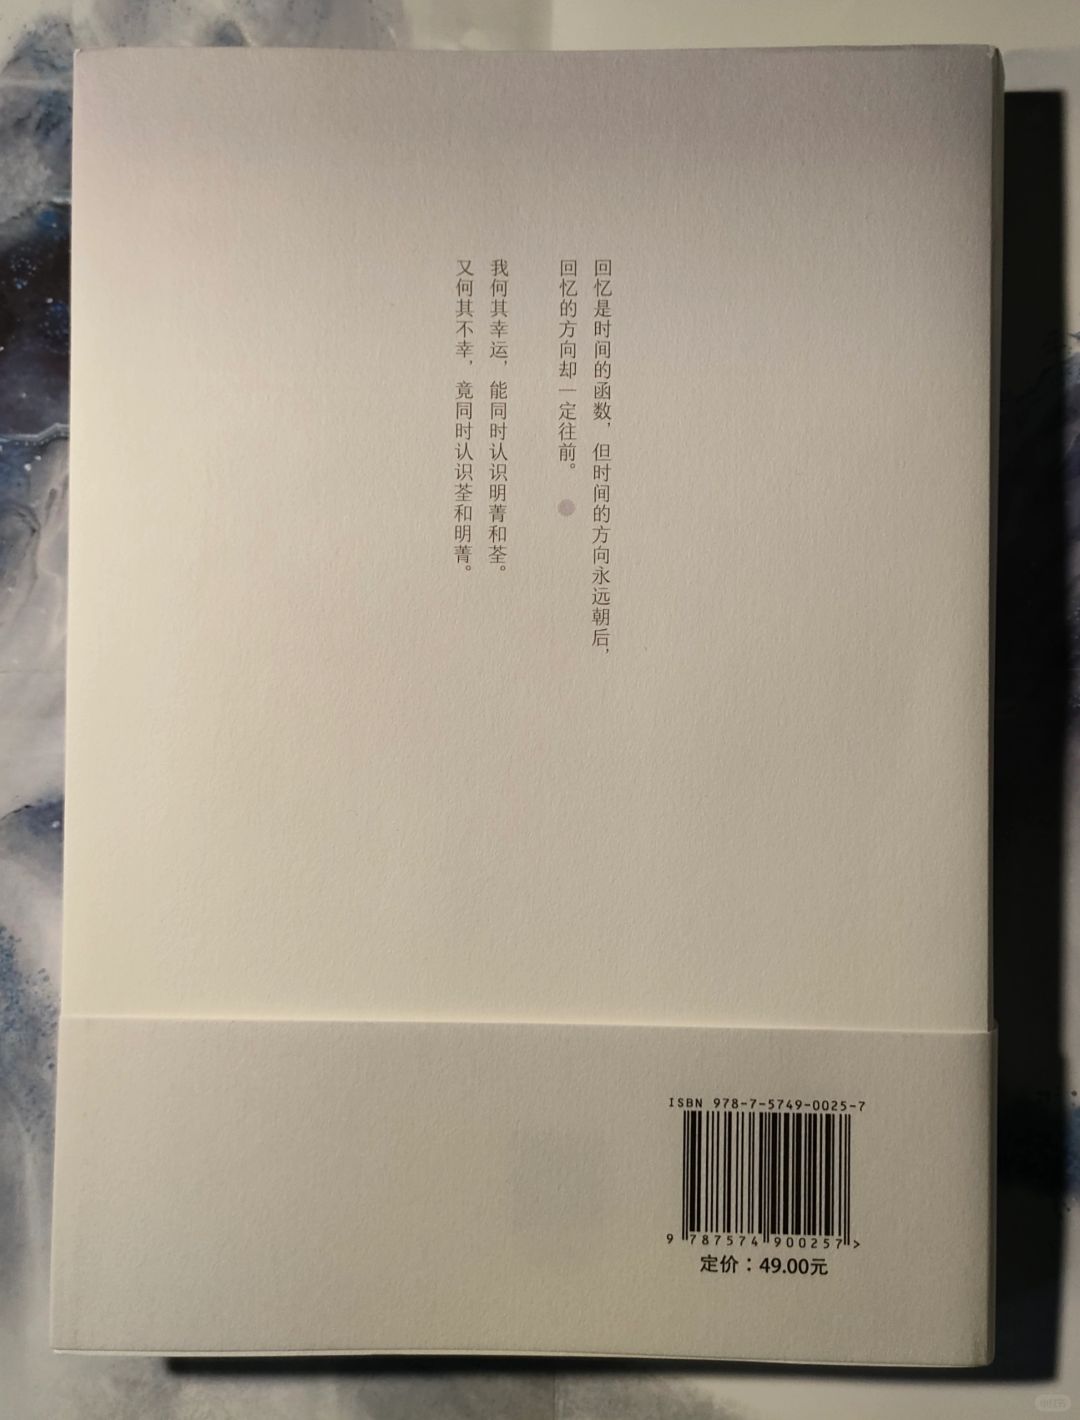 回忆是时间的函数，但时间的方向永远朝后，
回忆的方向却一定往前。
我何其幸运，能同时认识明菁和荃。
又何其不幸，竟同时认识荃和明菁。
ISBN 978-7-5749-0025-7
9 787574 900257 >
定价：49.00元